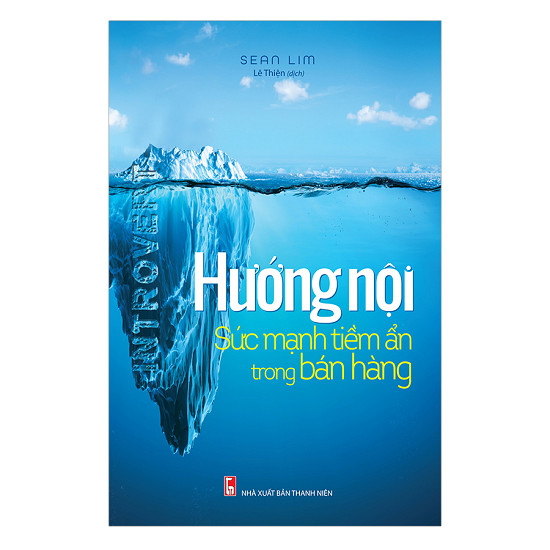 SEAN LIM
Lê Thiện (dịch)
INTROVERT
Hướng nội
Sức mạnh tiềm ẩn
trong bán hàng
NHÀ XUẤT BẢN THANH NIÊN